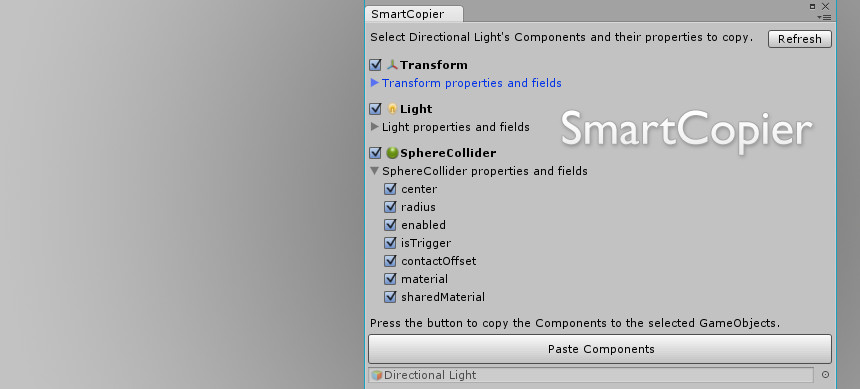 SmartCopier
Select Directional Light's Components and their properties to copy.
Refresh
Transform
Transform properties and fields
Light
Light properties and fields
SmartCopier
SphereCollider
SphereCollider properties and fields
center
radius
enabled
isTrigger
contactOffset
material
sharedMaterial
Press the button to copy the Components to the selected GameObjects.
Paste Components
Directional Light